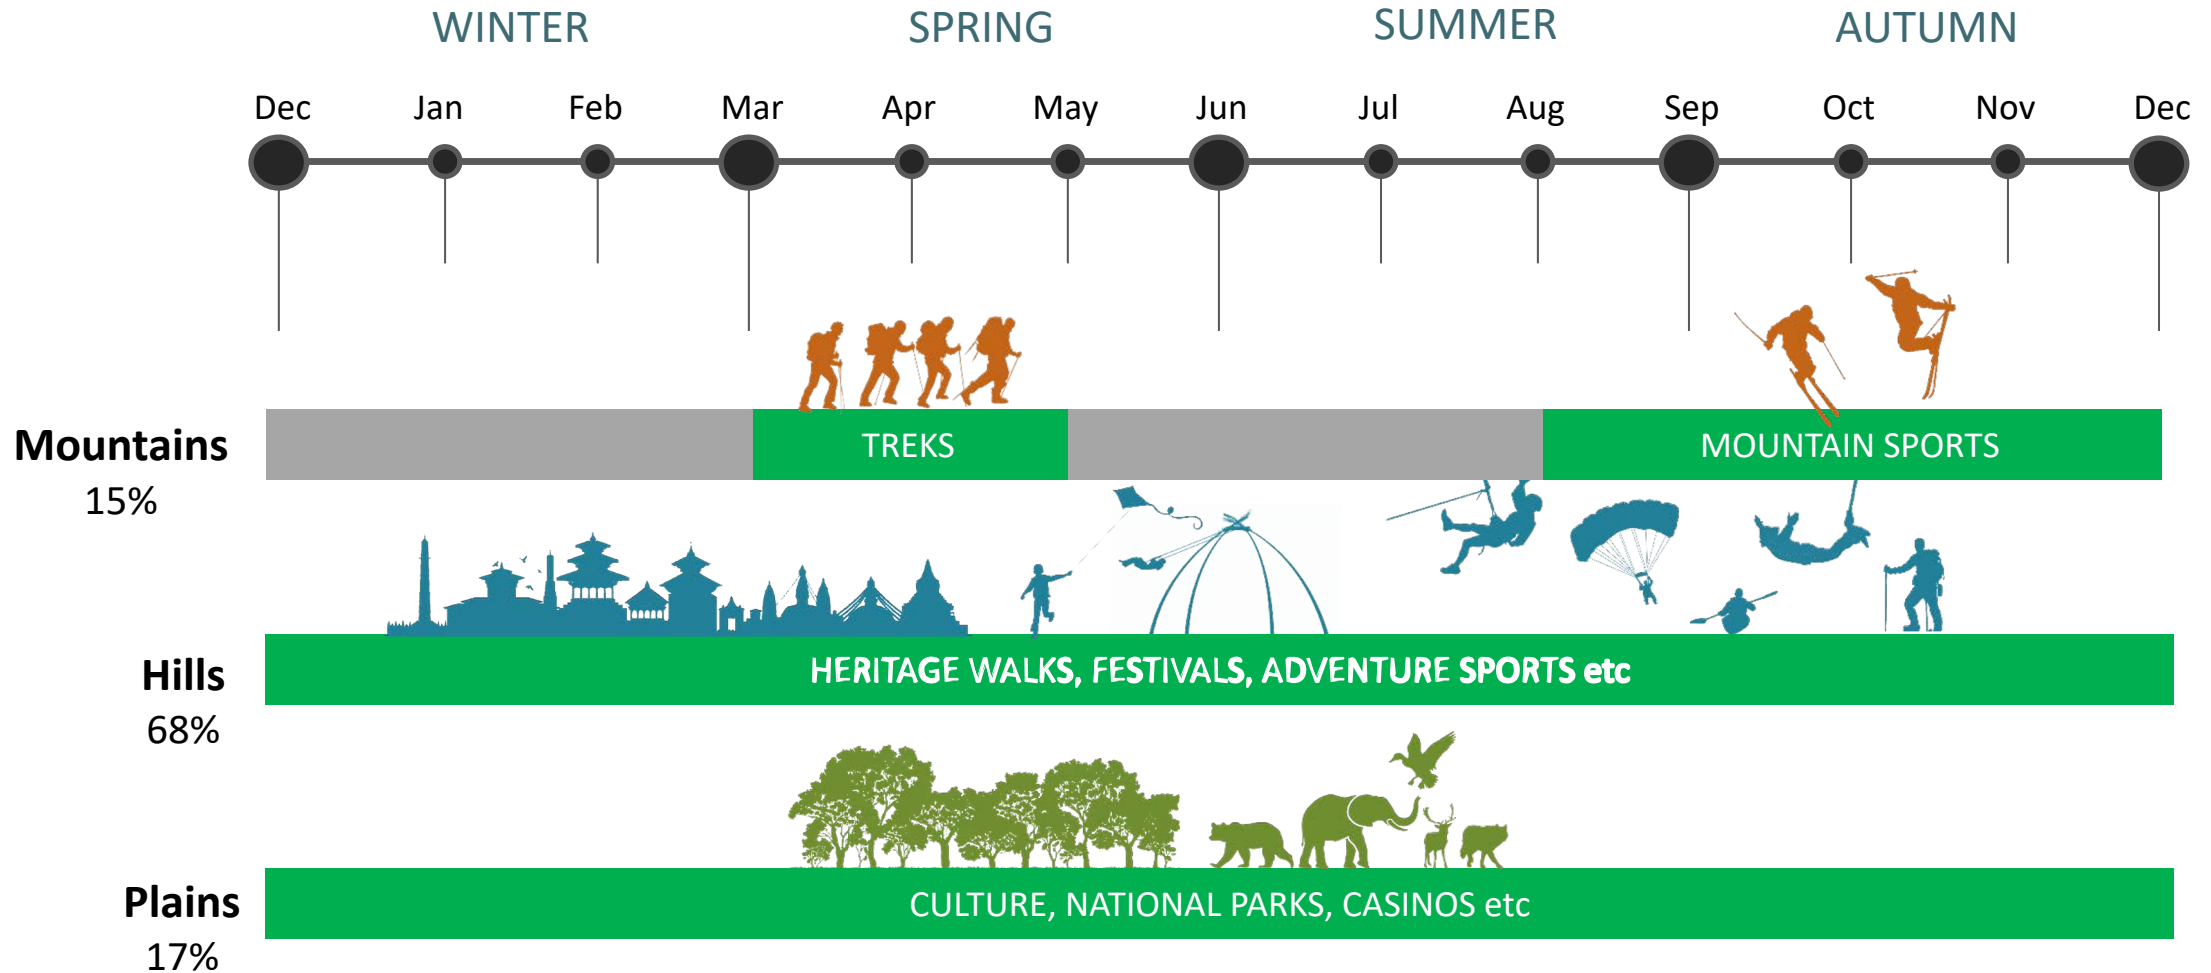 WINTER SPRING SUMMER AUTUMN
Dec Jan Feb Mar Apr May Jun Jul Aug Sep Oct Nov Dec
Mountains
15%
TREKS
MOUNTAIN SPORTS
Hills
68%
HERITAGE WALKS, FESTIVALS, ADVENTURE SPORTS etc
Plains
17%
CULTURE, NATIONAL PARKS, CASINOS etc